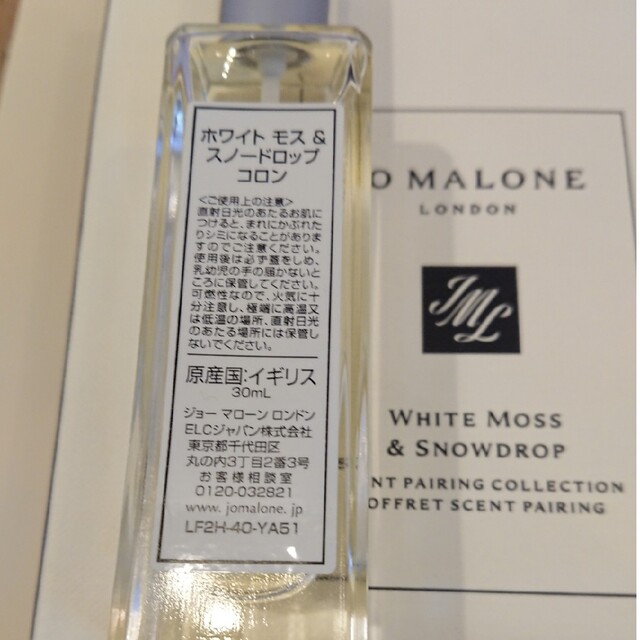 ホワイト モス &
スノードロップ
コロン
<ご使用上の注意>
直射日光のあたるお肌に
つけると、まれにかぶれた
りシミになることがありま
すのでご注意ください。
使用後は必ず蓋をしめ、
乳幼児の手の届かないと
ころに保管してください。
可燃性なので、火気に十
分注意し、極端に高温又
は低温の場所、直射日光
のあたる場所には保管し
ないでください。
原産国:イギリス
30mL
ジョー マローン ロンドン
ELCジャパン株式会社
東京都千代田区
丸の内3丁目2番3号
お客様相談室
0120-032821
www. jomalone. jp
LF2H-40-YA51
O MALONE
LONDON
JML
WHITE MOSS
& SNOWDROP
NT PAIRING COLLECTION
OFFRET SCENT PAIRING